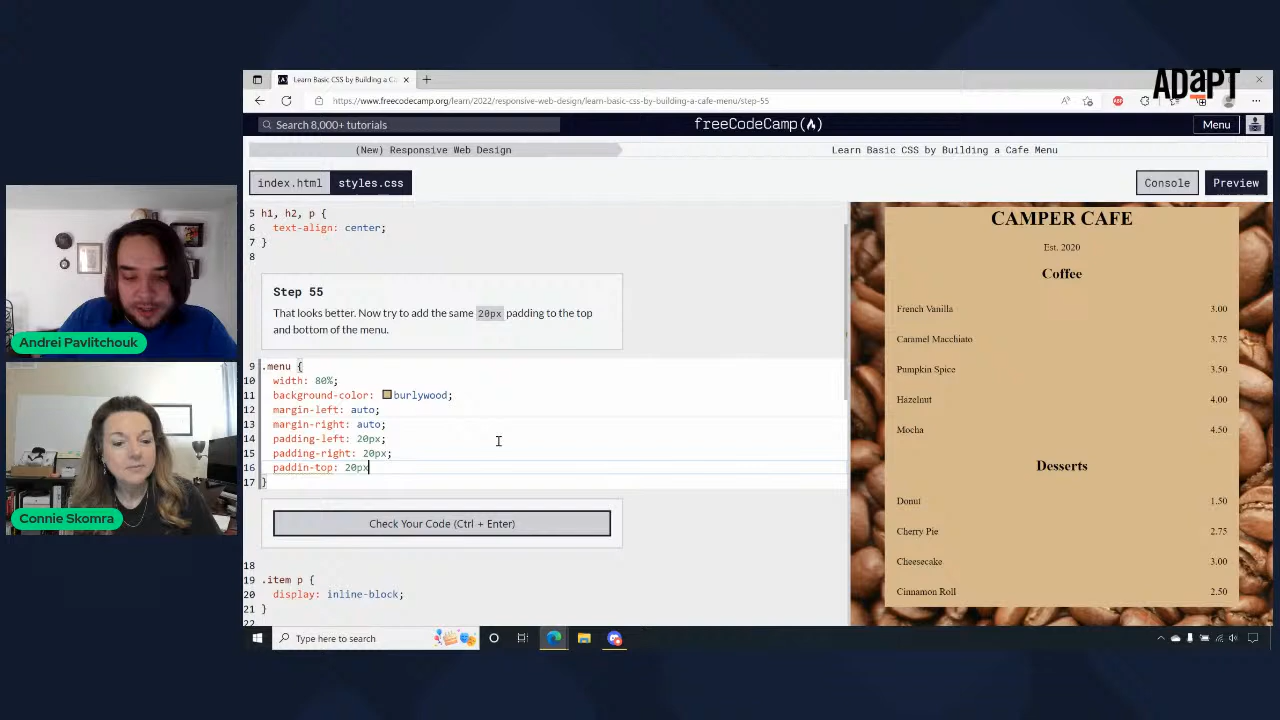 ADaPT
Learn Basic CSS by Building a Ca
https://www.freecodecamp.org/learn/2022/responsive-web-design/learn-basic-css-by-building-a-cafe-menu/step-55
Search 8,000+ tutorials
freeCodeCamp
Menu
(New) Responsive Web Design
Learn Basic CSS by Building a Cafe Menu
index.html
styles.css
Console
Preview
5 h1, h2, p {
6 text-align: center;
7 }
8
Step 55
That looks better. Now try to add the same 20px padding to the top
and bottom of the menu.
9 .menu {
10 width: 80%;
11 background-color: burlywood;
12 margin-left: auto;
13 margin-right: auto;
14 padding-left: 20px;
15 padding-right: 20px;
16 paddin-top: 20px
17 }
Check Your Code (Ctrl + Enter)
18
19 .item p {
20 display: inline-block;
21 }
22
CAMPER CAFE
Est. 2020
Coffee
French Vanilla 3.00
Caramel Macchiato 3.75
Pumpkin Spice 3.50
Hazelnut 4.00
Mocha 4.50
Desserts
Donut 1.50
Cherry Pie 2.75
Cheesecake 3.00
Cinnamon Roll 2.50
Andrei Pavlitchouk
Connie Skomra
Type here to search